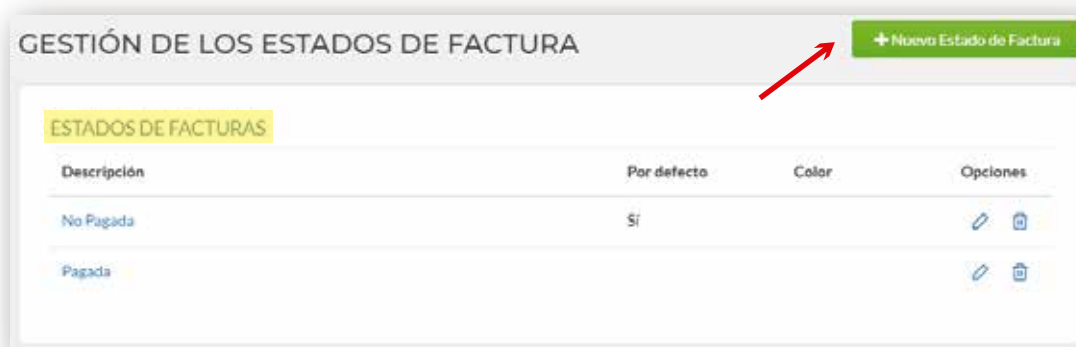 GESTIÓN DE LOS ESTADOS DE FACTURA
+ Nuevo Estado de Factura
ESTADOS DE FACTURAS
Descripción Por defecto Color Opciones
No Pagada Sí
Pagada